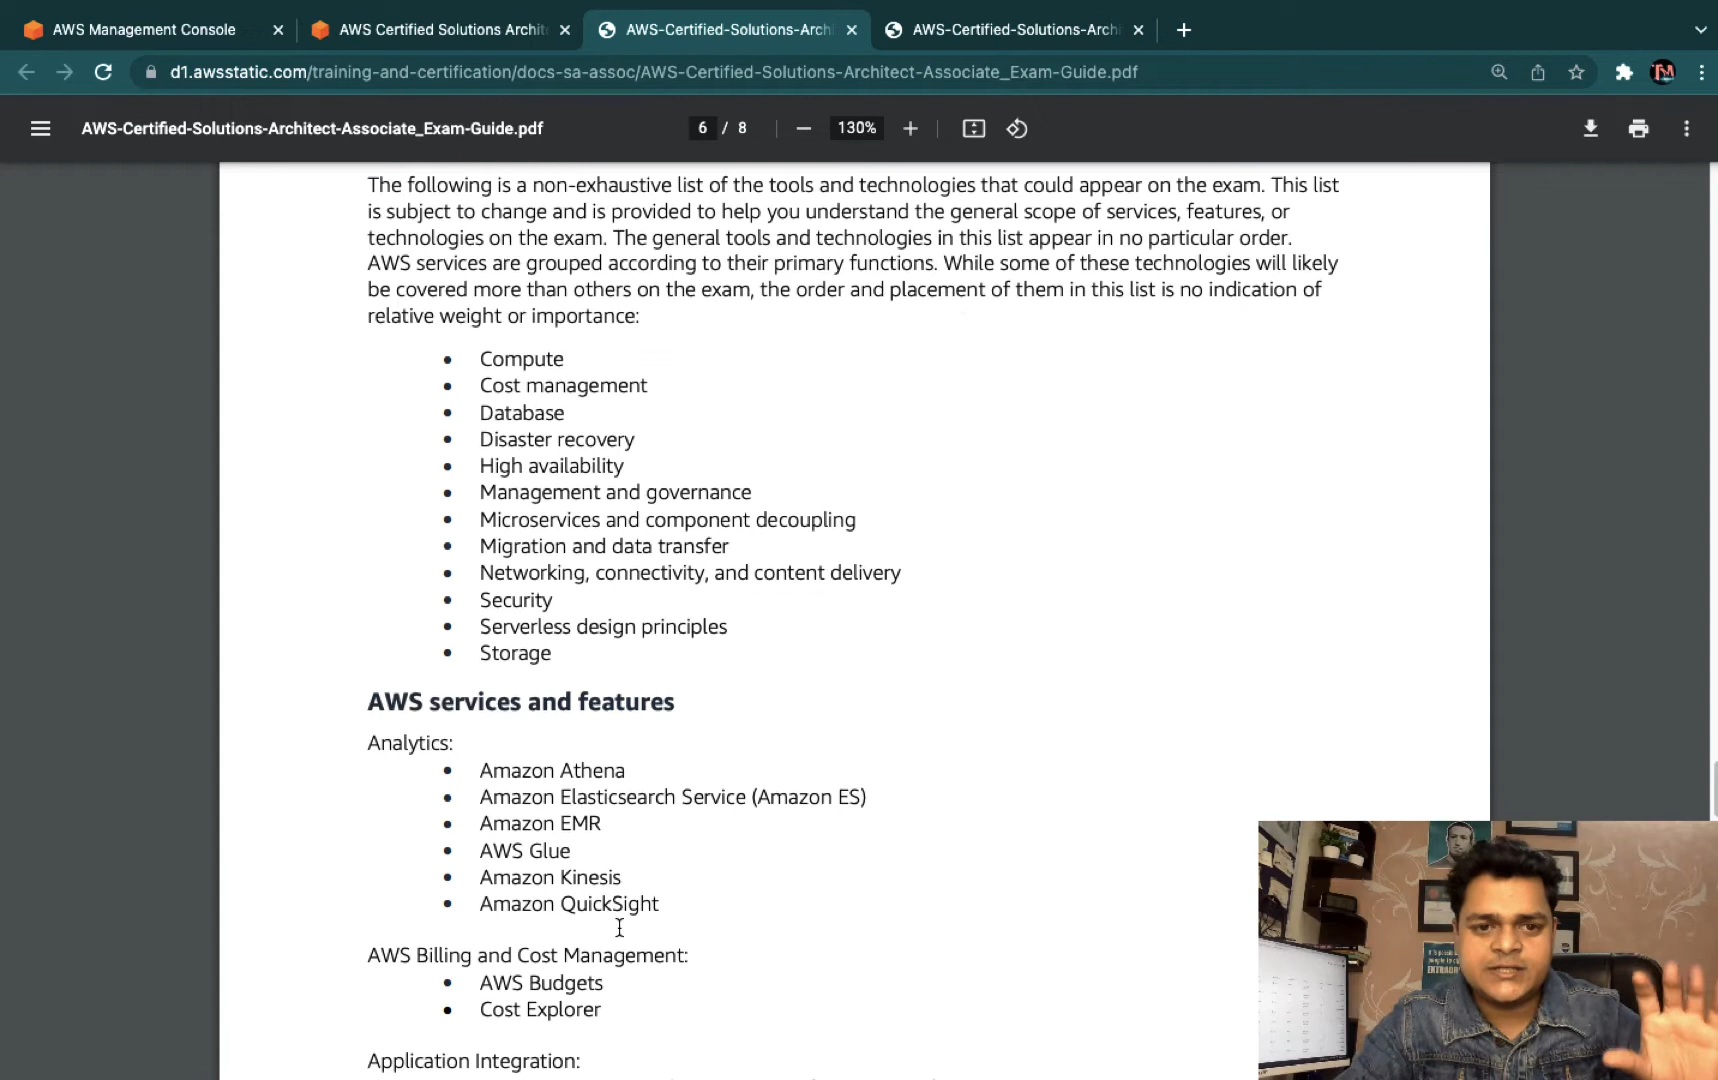 AWS Management Console
AWS Certified Solutions Archit
AWS-Certified-Solutions-Archi
AWS-Certified-Solutions-Archi
d1.awsstatic.com/training-and-certification/docs-sa-assoc/AWS-Certified-Solutions-Architect-Associate_Exam-Guide.pdf
TM
AWS-Certified-Solutions-Architect-Associate_Exam-Guide.pdf
6 / 8
130%
The following is a non-exhaustive list of the tools and technologies that could appear on the exam. This list
is subject to change and is provided to help you understand the general scope of services, features, or
technologies on the exam. The general tools and technologies in this list appear in no particular order.
AWS services are grouped according to their primary functions. While some of these technologies will likely
be covered more than others on the exam, the order and placement of them in this list is no indication of
relative weight or importance:
• Compute
• Cost management
• Database
• Disaster recovery
• High availability
• Management and governance
• Microservices and component decoupling
• Migration and data transfer
• Networking, connectivity, and content delivery
• Security
• Serverless design principles
• Storage
AWS services and features
Analytics:
• Amazon Athena
• Amazon Elasticsearch Service (Amazon ES)
• Amazon EMR
• AWS Glue
• Amazon Kinesis
• Amazon QuickSight
AWS Billing and Cost Management:
• AWS Budgets
• Cost Explorer
Application Integration: